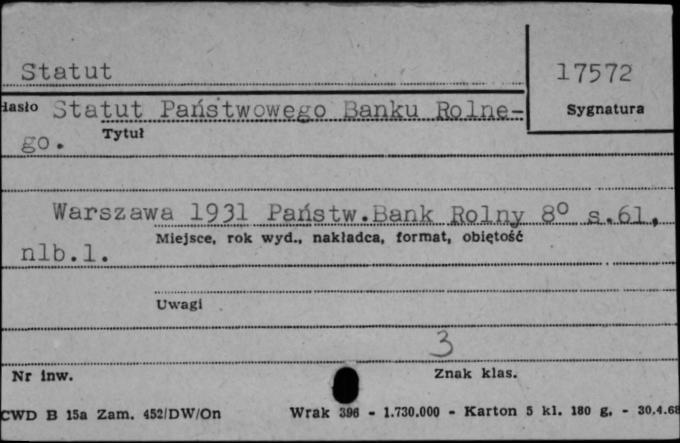 Statut
17572
Hasło Statut Państwowego Banku Rolne-
Sygnatura
Tytuł
go.
Warszawa 1931 Państw.Bank Rolny 8° s.61,
Miejsce, rok wyd., nakładca, format, objętość
nlb.1.
Uwagi
3
Nr inw.
Znak klas.
CWD B 15a Zam. 452/DW/On Wrak 396 - 1.730.000 - Karton 5 kl. 180 g. - 30.4.68